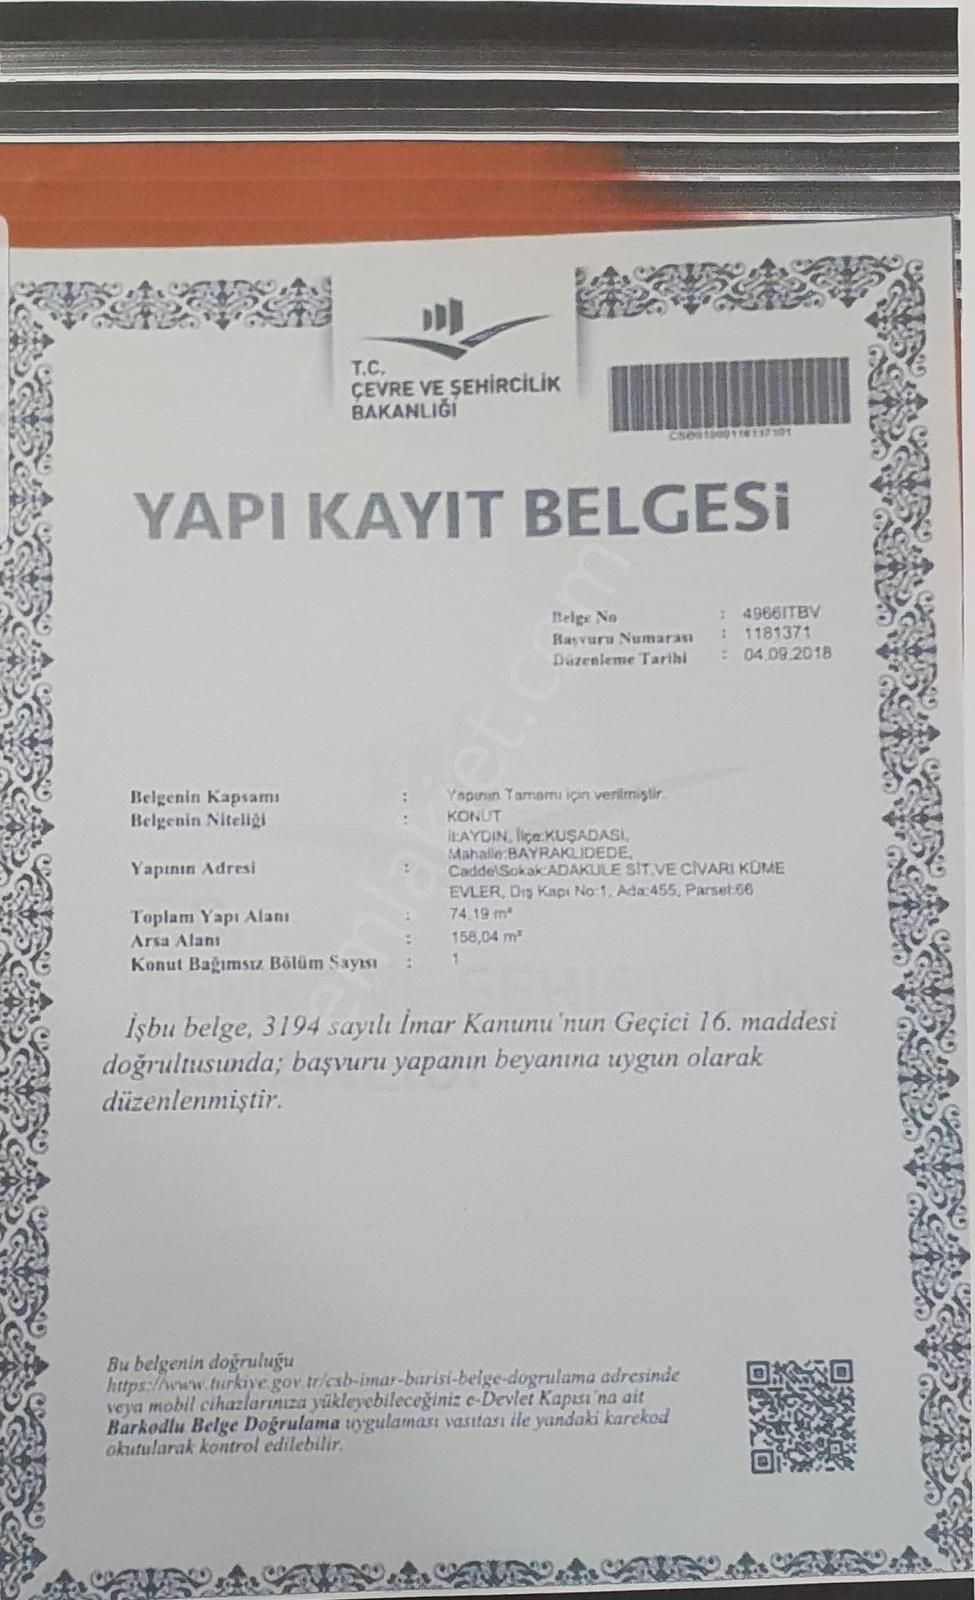 T.C.
ÇEVRE VE ŞEHİRCİLİK
BAKANLIĞI
YAPI KAYIT BELGESİ
Belge No : 4966ITBV
Başvuru Numarası : 1181371
Düzenleme Tarihi : 04.09.2018
Belgenin Kapsamı : Yapının Tamamı için verilmiştir.
Belgenin Niteliği : KONUT
İl:AYDIN, İlçe:KUŞADASI,
Mahalle:BAYRAKLIDEDE,
Yapının Adresi : Cadde\Sokak:ADAKULE SİT.VE CİVARI KÜME
EVLER, Dış Kapı No:1, Ada:455, Parsel:66
Toplam Yapı Alanı : 74,19 m²
Arsa Alanı : 158,04 m²
Konut Bağımsız Bölüm Sayısı : 1
İşbu belge, 3194 sayılı İmar Kanunu'nun Geçici 16. maddesi
doğrultusunda; başvuru yapanın beyanına uygun olarak
düzenlenmiştir.
Bu belgenin doğruluğu
https://www.turkiye.gov.tr/csb-imar-barisi-belge-dogrulama adresinde
veya mobil cihazlarınıza yükleyebileceğiniz e-Devlet Kapısı'na ait
Barkodlu Belge Doğrulama uygulaması vasıtası ile yandaki karekod
okutularak kontrol edilebilir.
emlakjet.com